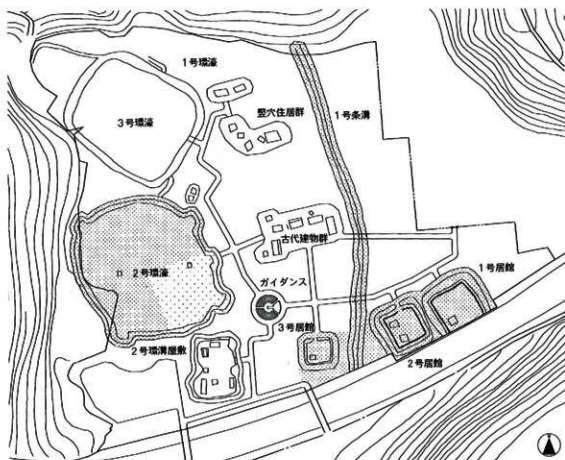 1号環濠
3号環濠
竪穴住居群
1号条溝
古代建物群
2号環濠
ガイダンス
1号居館
3号居館
2号環溝屋敷
2号居館